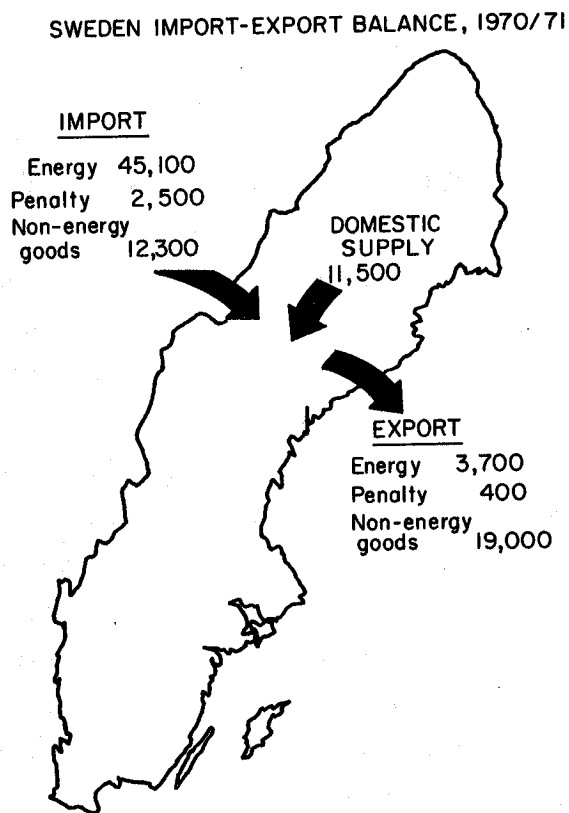 SWEDEN IMPORT-EXPORT BALANCE, 1970/71
IMPORT
Energy 45,100
Penalty 2,500
Non-energy
goods 12,300
DOMESTIC
SUPPLY
11,500
EXPORT
Energy 3,700
Penalty 400
Non-energy
goods 19,000